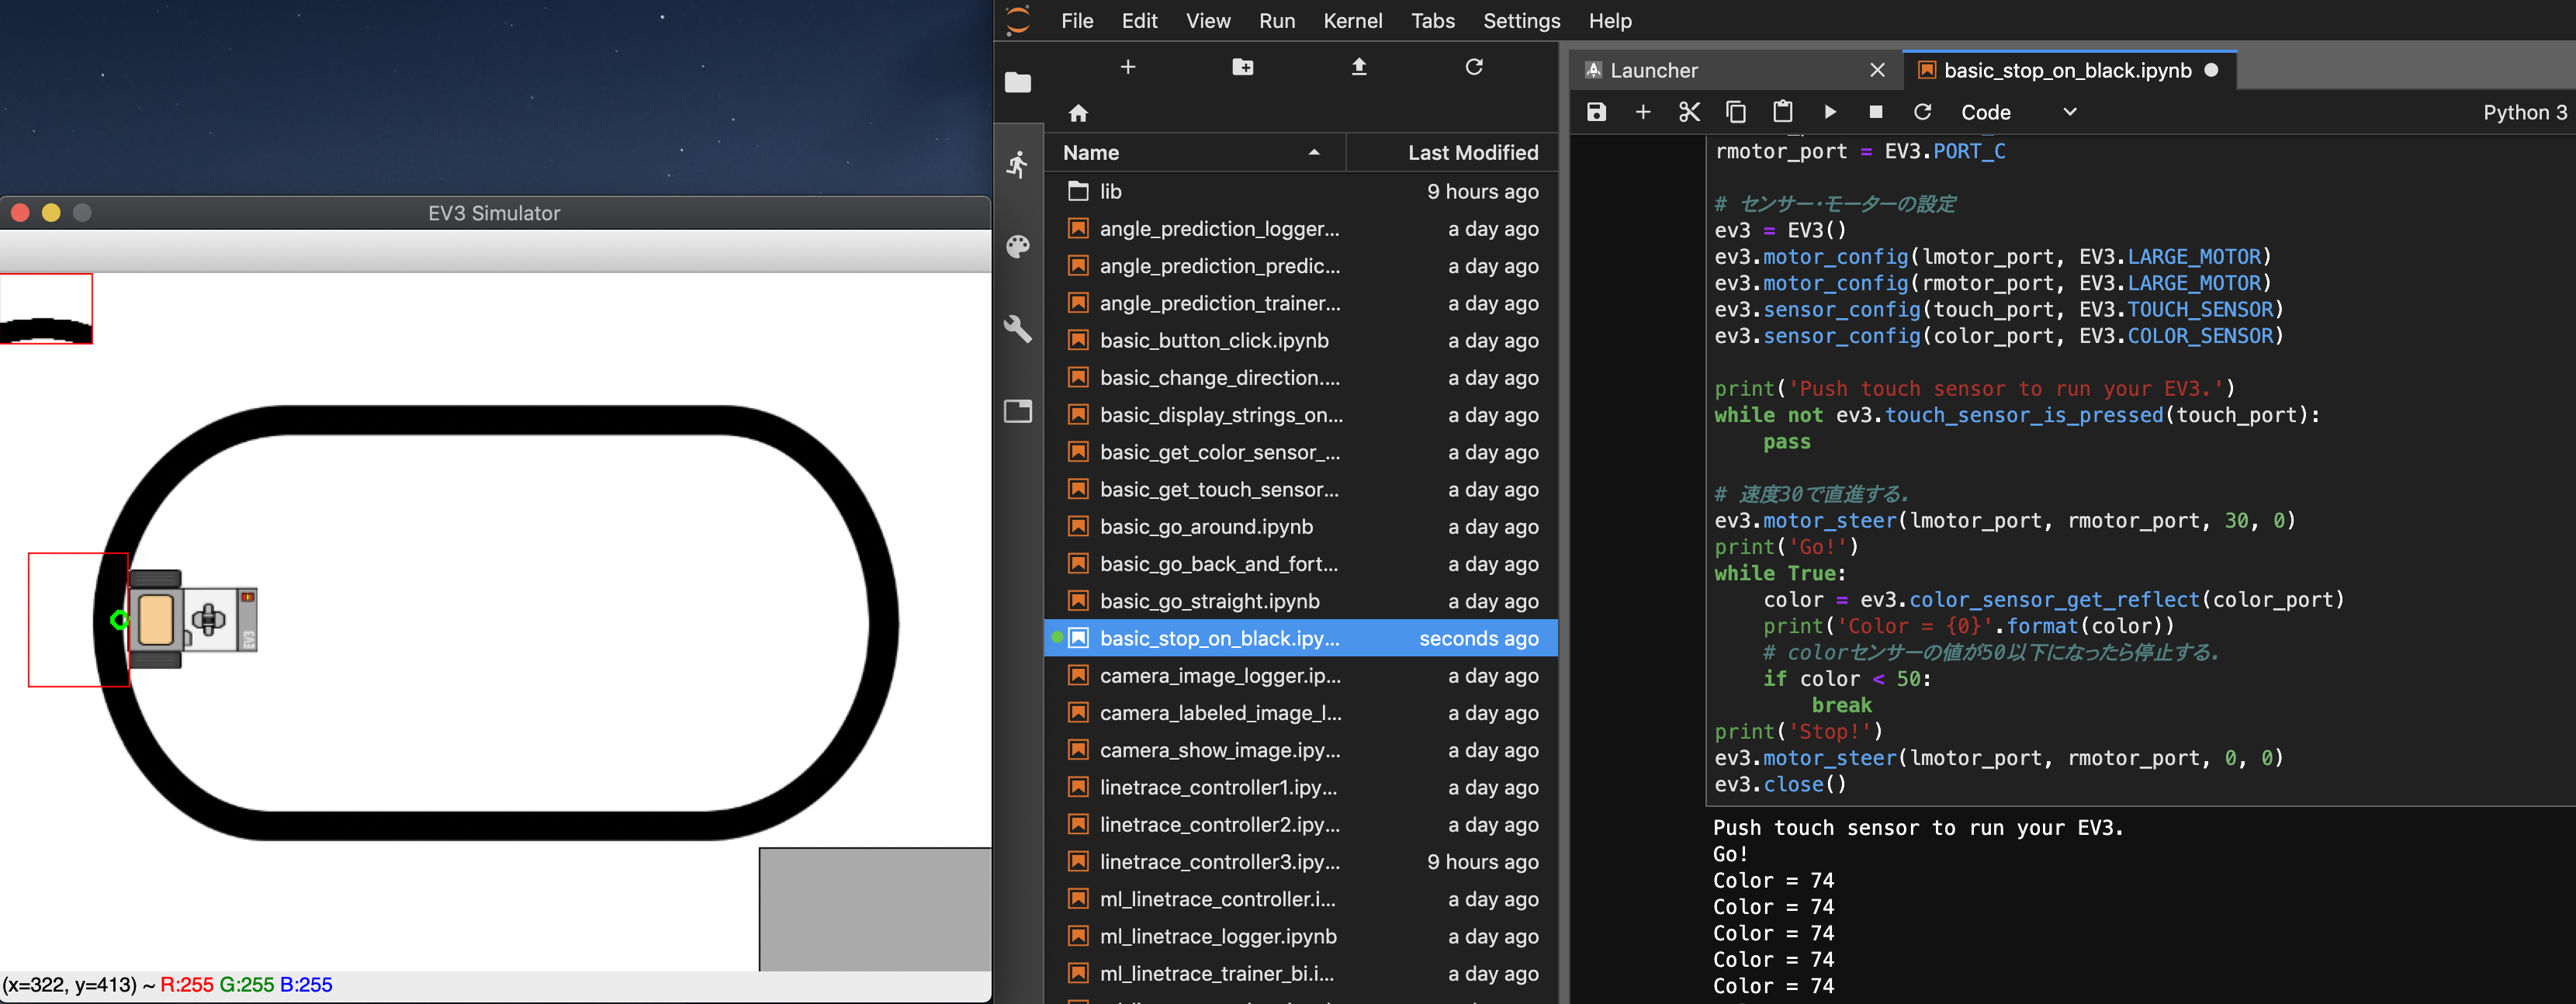 EV3 Simulator
EV3
(x=322, y=413) ~ R:255 G:255 B:255
File Edit View Run Kernel Tabs Settings Help
Name Last Modified
lib 9 hours ago
angle_prediction_logger... a day ago
angle_prediction_predic... a day ago
angle_prediction_trainer... a day ago
basic_button_click.ipynb a day ago
basic_change_direction.... a day ago
basic_display_strings_on... a day ago
basic_get_color_sensor_... a day ago
basic_get_touch_sensor... a day ago
basic_go_around.ipynb a day ago
basic_go_back_and_fort... a day ago
basic_go_straight.ipynb a day ago
basic_stop_on_black.ipy... seconds ago
camera_image_logger.ip... a day ago
camera_labeled_image_l... a day ago
camera_show_image.ipy... a day ago
linetrace_controller1.ipy... a day ago
linetrace_controller2.ipy... a day ago
linetrace_controller3.ipy... 9 hours ago
ml_linetrace_controller.i... a day ago
ml_linetrace_logger.ipynb a day ago
ml_linetrace_trainer_bi.i... a day ago
Launcher basic_stop_on_black.ipynb
Code Python 3
rmotor_port = EV3.PORT_C
# センサー・モーターの設定
ev3 = EV3()
ev3.motor_config(lmotor_port, EV3.LARGE_MOTOR)
ev3.motor_config(rmotor_port, EV3.LARGE_MOTOR)
ev3.sensor_config(touch_port, EV3.TOUCH_SENSOR)
ev3.sensor_config(color_port, EV3.COLOR_SENSOR)
print('Push touch sensor to run your EV3.')
while not ev3.touch_sensor_is_pressed(touch_port):
    pass
# 速度30で直進する.
ev3.motor_steer(lmotor_port, rmotor_port, 30, 0)
print('Go!')
while True:
    color = ev3.color_sensor_get_reflect(color_port)
    print('Color = {0}'.format(color))
    # colorセンサーの値が50以下になったら停止する.
    if color < 50:
        break
print('Stop!')
ev3.motor_steer(lmotor_port, rmotor_port, 0, 0)
ev3.close()
Push touch sensor to run your EV3.
Go!
Color = 74
Color = 74
Color = 74
Color = 74
Color = 74